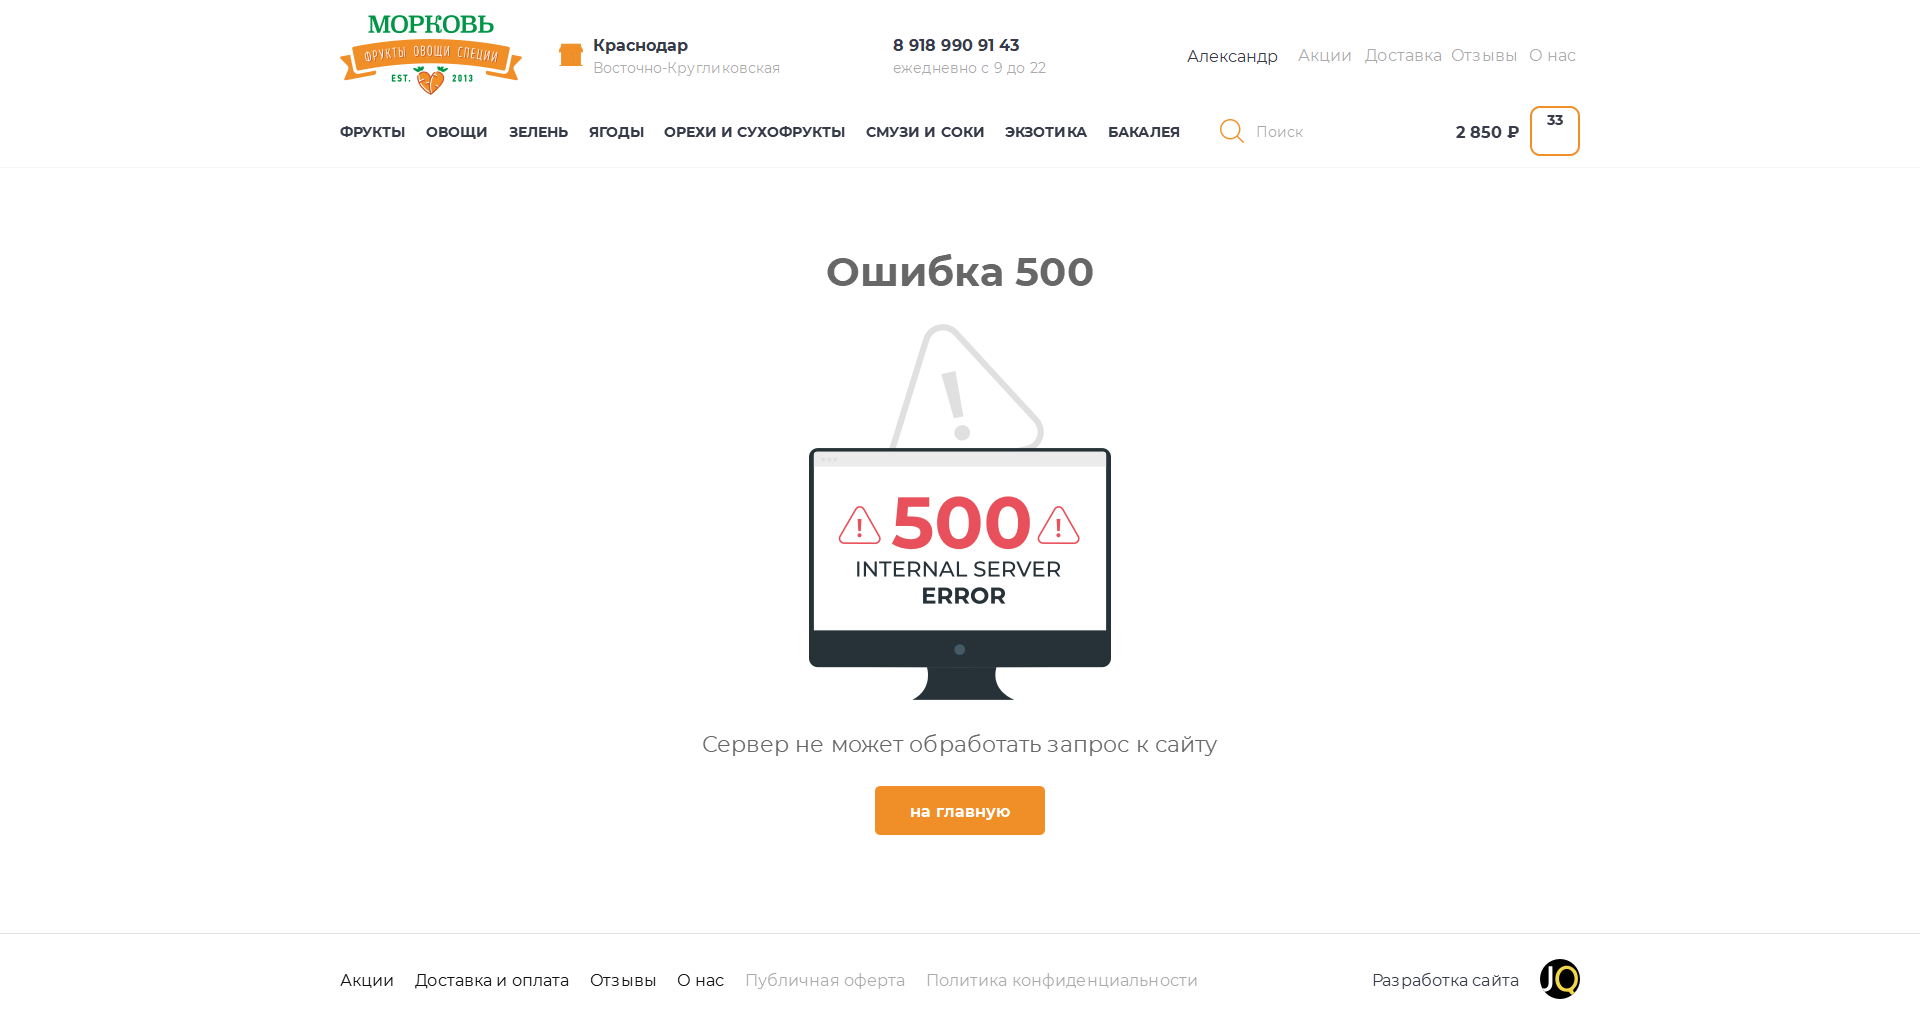 МОРКОВЬ
ФРУКТЫ ОВОЩИ СПЕЦИИ
EST. 2013
Краснодар
Восточно-Кругликовская
8 918 990 91 43
ежедневно с 9 до 22
Александр Акции Доставка Отзывы О нас
ФРУКТЫ ОВОЩИ ЗЕЛЕНЬ ЯГОДЫ ОРЕХИ И СУХОФРУКТЫ СМУЗИ И СОКИ ЭКЗОТИКА БАКАЛЕЯ Поиск 2 850 ₽ 33
Ошибка 500
!
! 500 !
INTERNAL SERVER
ERROR
Сервер не может обработать запрос к сайту
на главную
Акции Доставка и оплата Отзывы О нас Публичная оферта Политика конфиденциальности Разработка сайта JQ